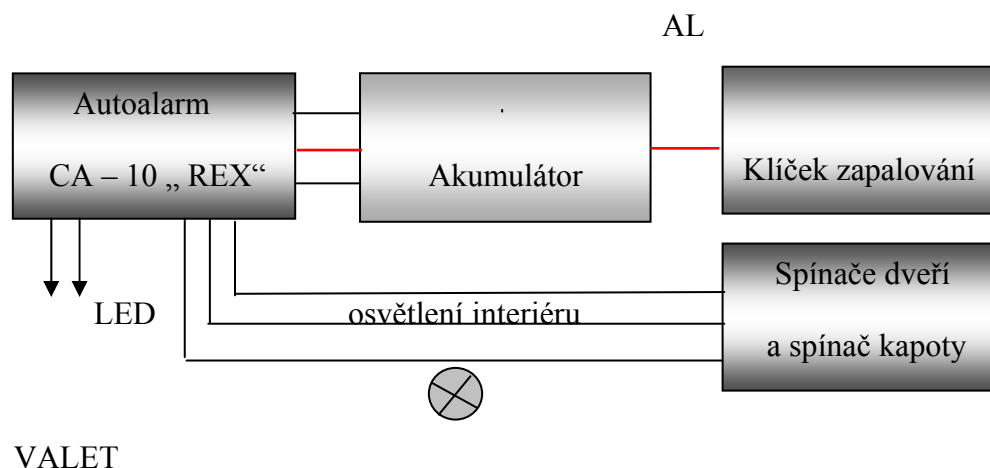 AL
Autoalarm
CA – 10 „ REX“
Akumulátor
Klíček zapalování
LED
osvětlení interiéru
Spínače dveří
a spínač kapoty
VALET